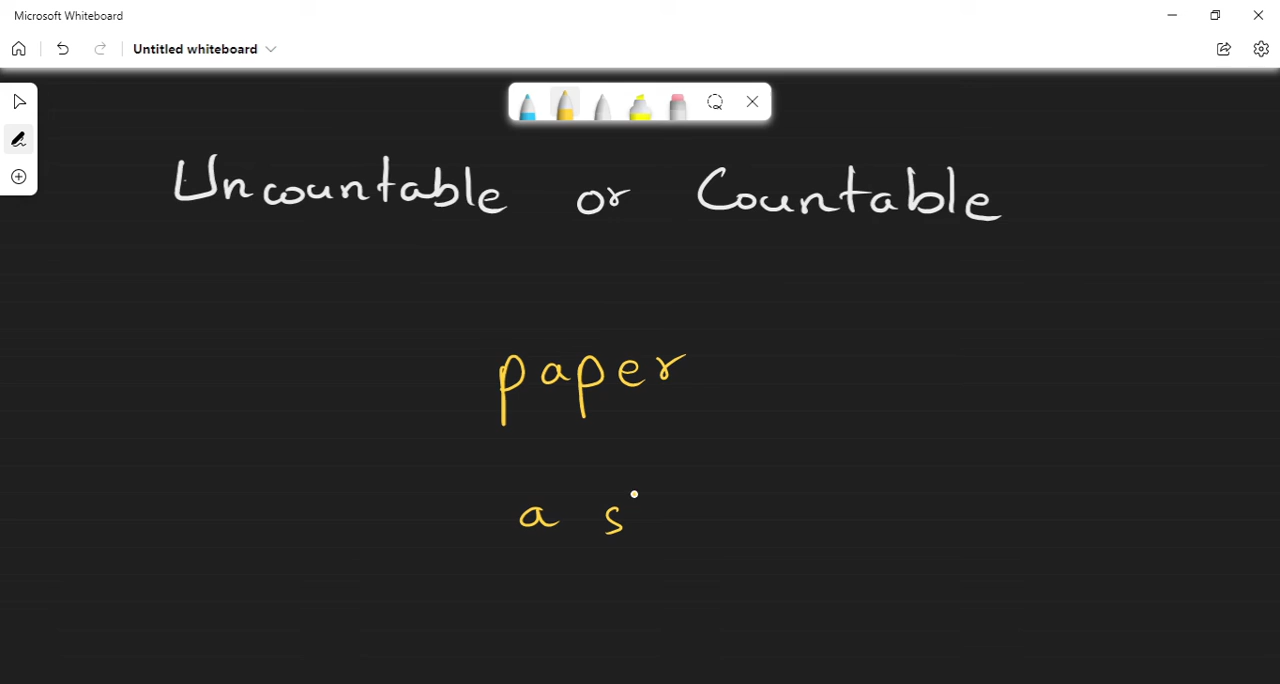 Microsoft Whiteboard
Untitled whiteboard
Uncountable or Countable
paper
a s